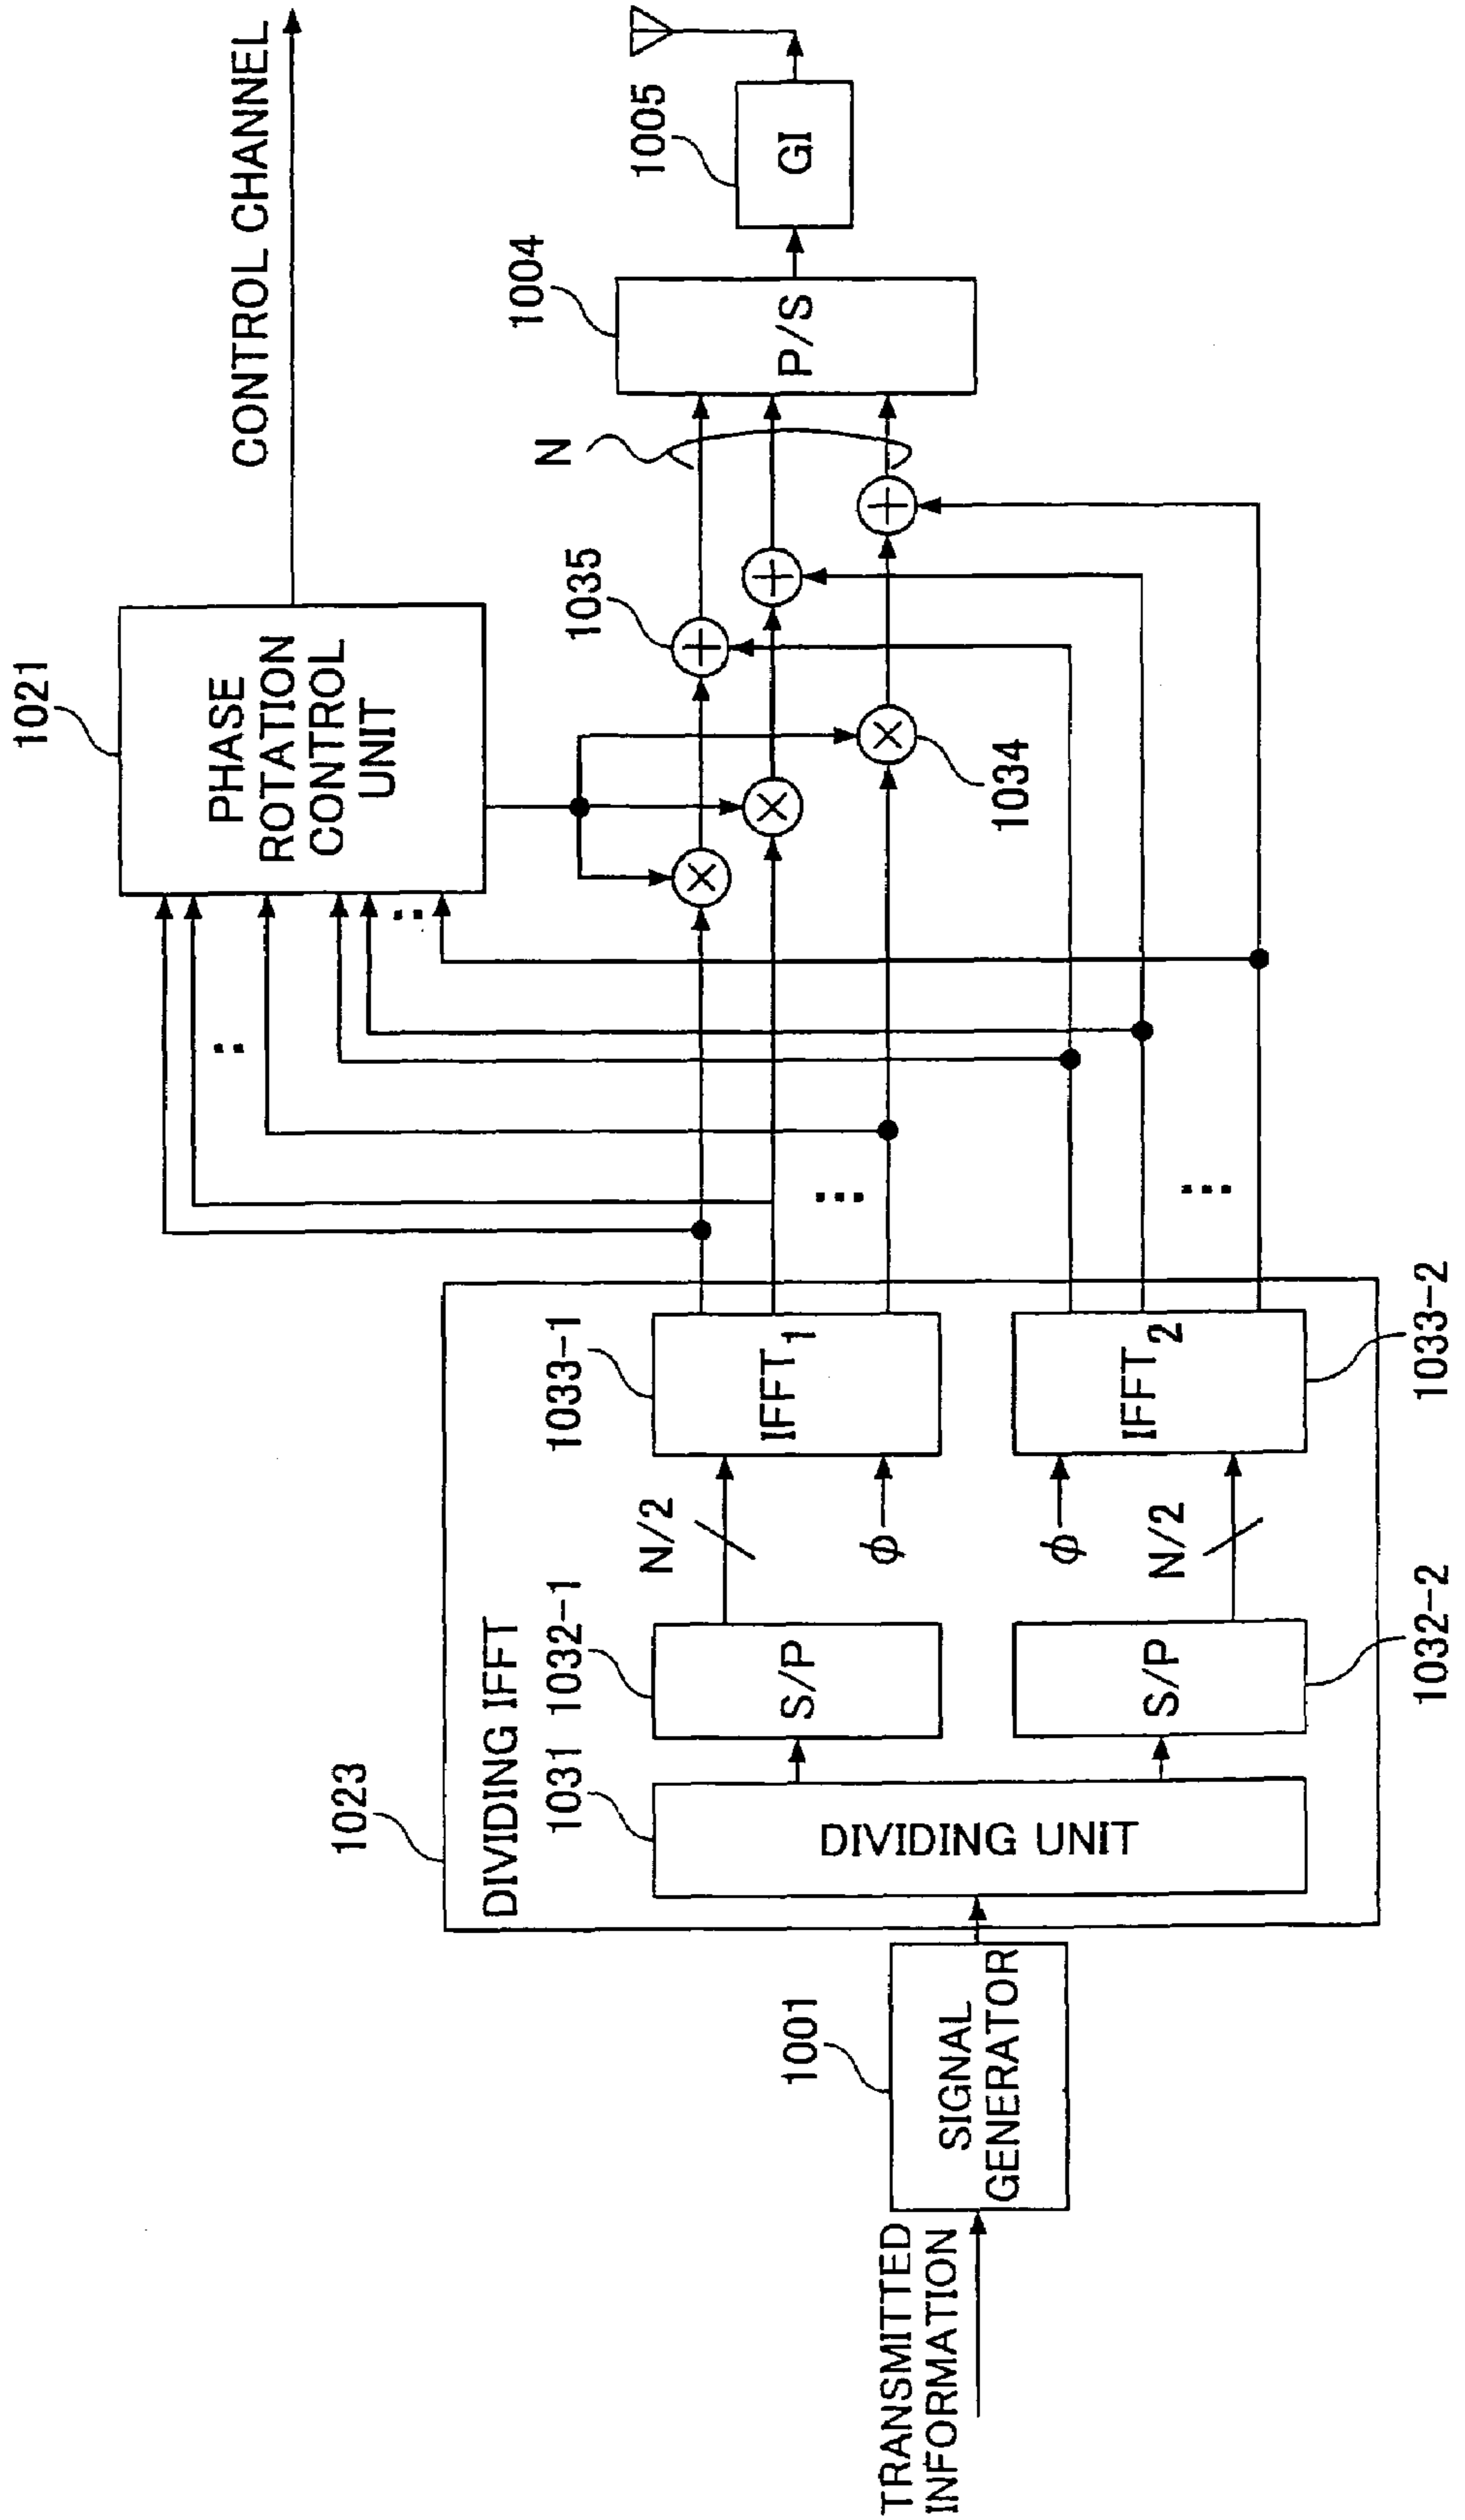 TRANSMITTED
INFORMATION
1001
SIGNAL
GENERATOR
1023
DIVIDING IFFT
1031
DIVIDING UNIT
1032-1
S/P
1032-2
S/P
N/2
ϕ
ϕ
N/2
1033-1
IFFT1
1033-2
IFFT2
1021
PHASE
ROTATION
CONTROL
UNIT
1034
1035
N
1004
P/S
1005
GI
CONTROL CHANNEL